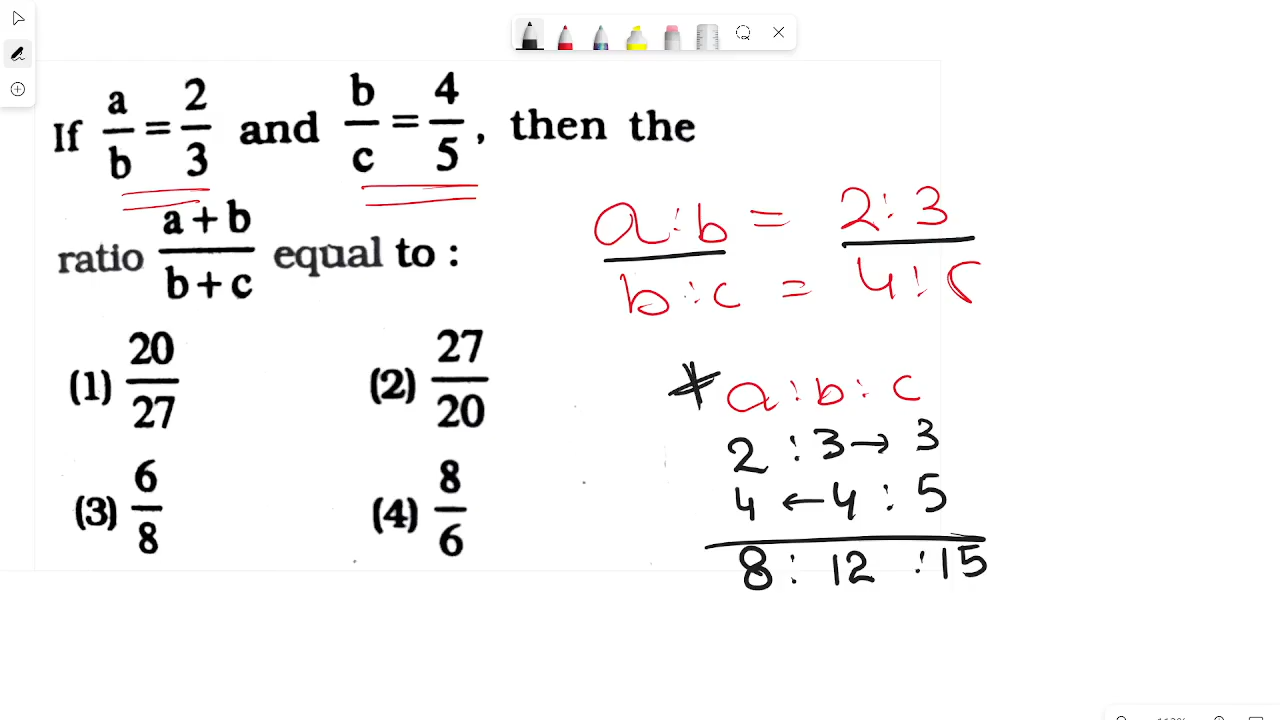 If a/b = 2/3 and b/c = 4/5, then the
ratio a+b/b+c equal to :
(1) 20/27 (2) 27/20
(3) 6/8 (4) 8/6
a:b = 2:3
b:c = 4:5
* a:b:c
2 : 3 → 3
4 ← 4 : 5
8 : 12 : 15